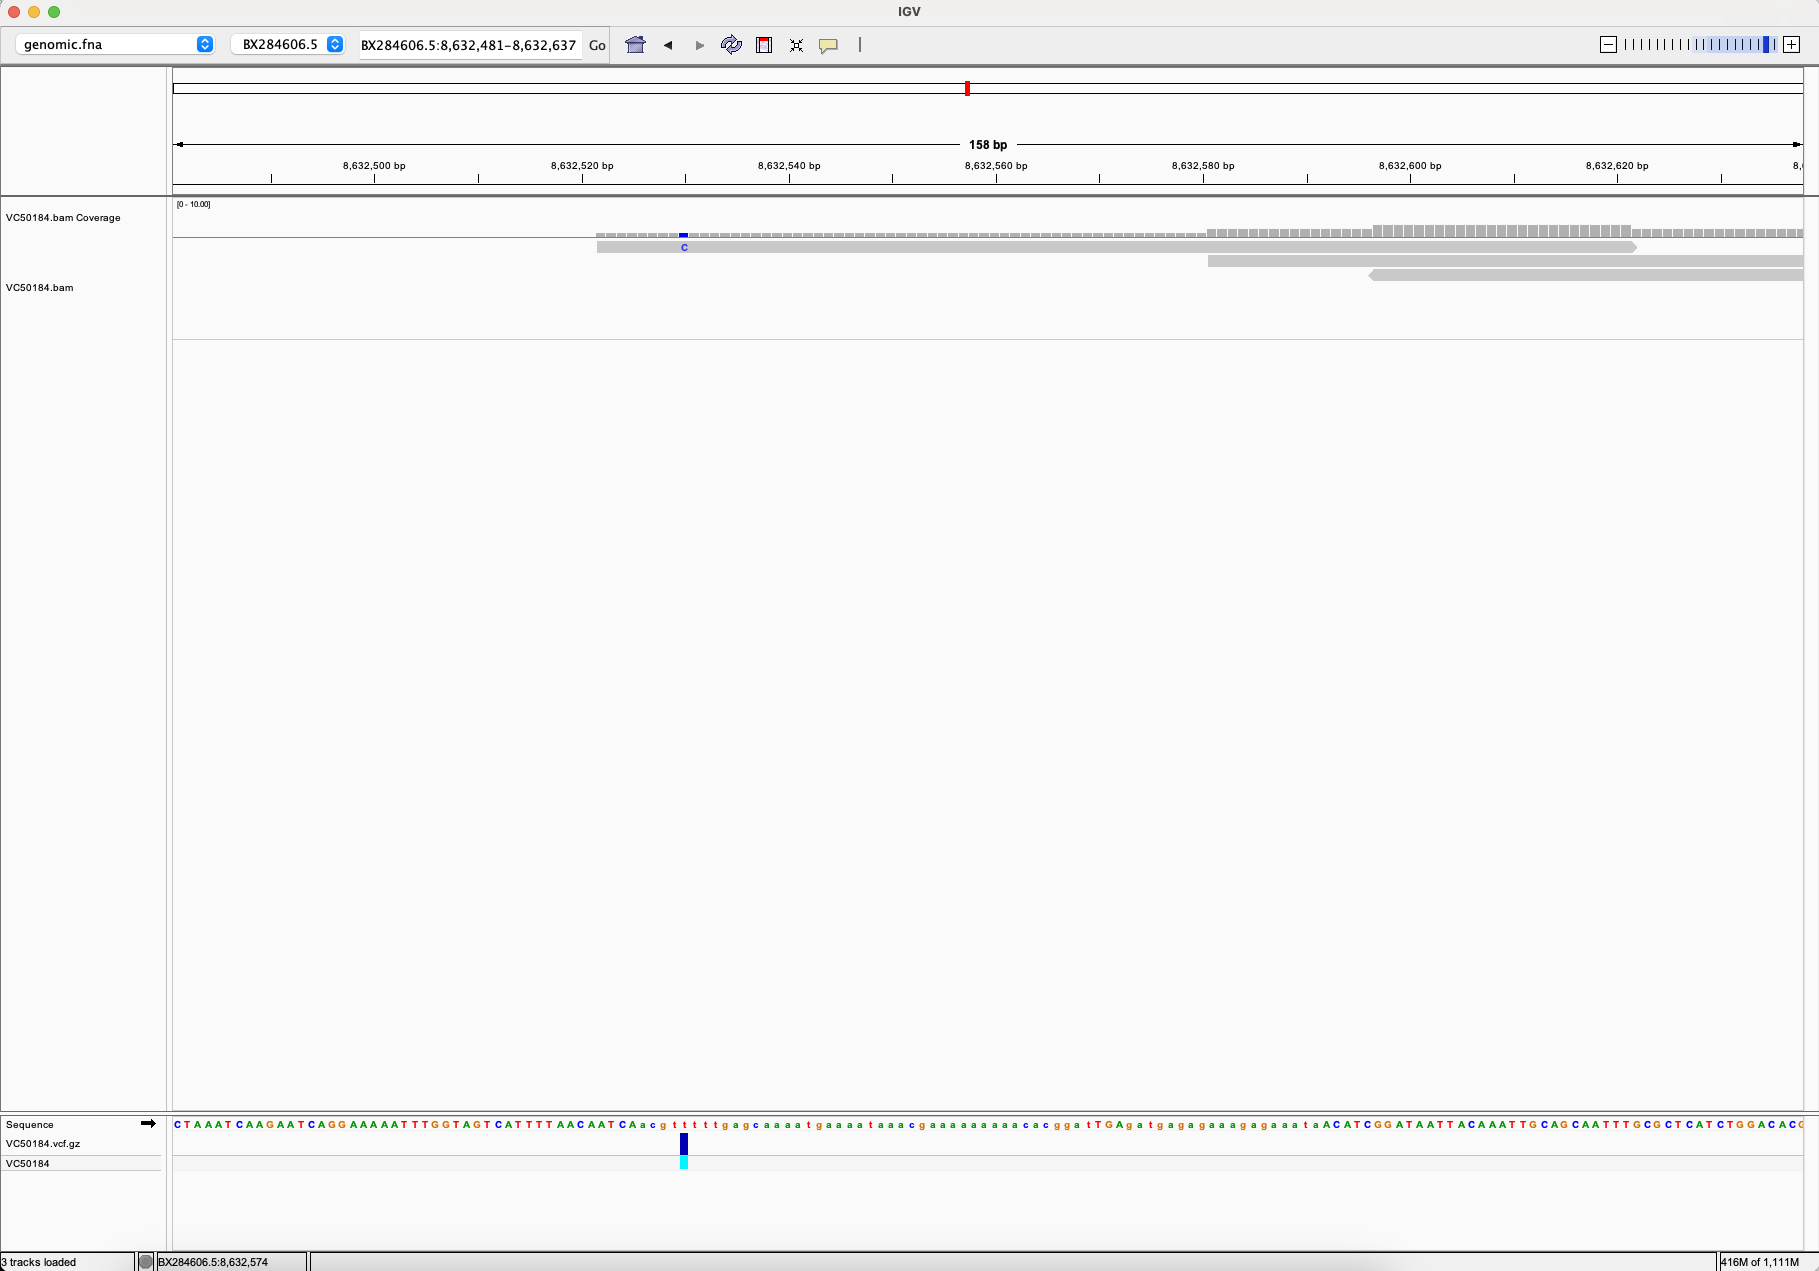 IGV
genomic.fna BX284606.5 BX284606.5:8,632,481-8,632,637 Go
158 bp
8,632,500 bp 8,632,520 bp 8,632,540 bp 8,632,560 bp 8,632,580 bp 8,632,600 bp 8,632,620 bp 8,
[0 - 10.00]
VC50184.bam Coverage
C
VC50184.bam
Sequence CTAAATCAAGAATCAGGAAAAATTTGGTAGTCATTTTAACAATCAacgtttttgagcaaaatgaaaataaacgaaaaaaaaacacggatTGAgatgagagaaagagaaataACATCGGATAATTACAAATTGCAGCAATTTGCGCTCATCTGGACACG
VC50184.vcf.gz
VC50184
3 tracks loaded BX284606.5:8,632,574 416M of 1,111M